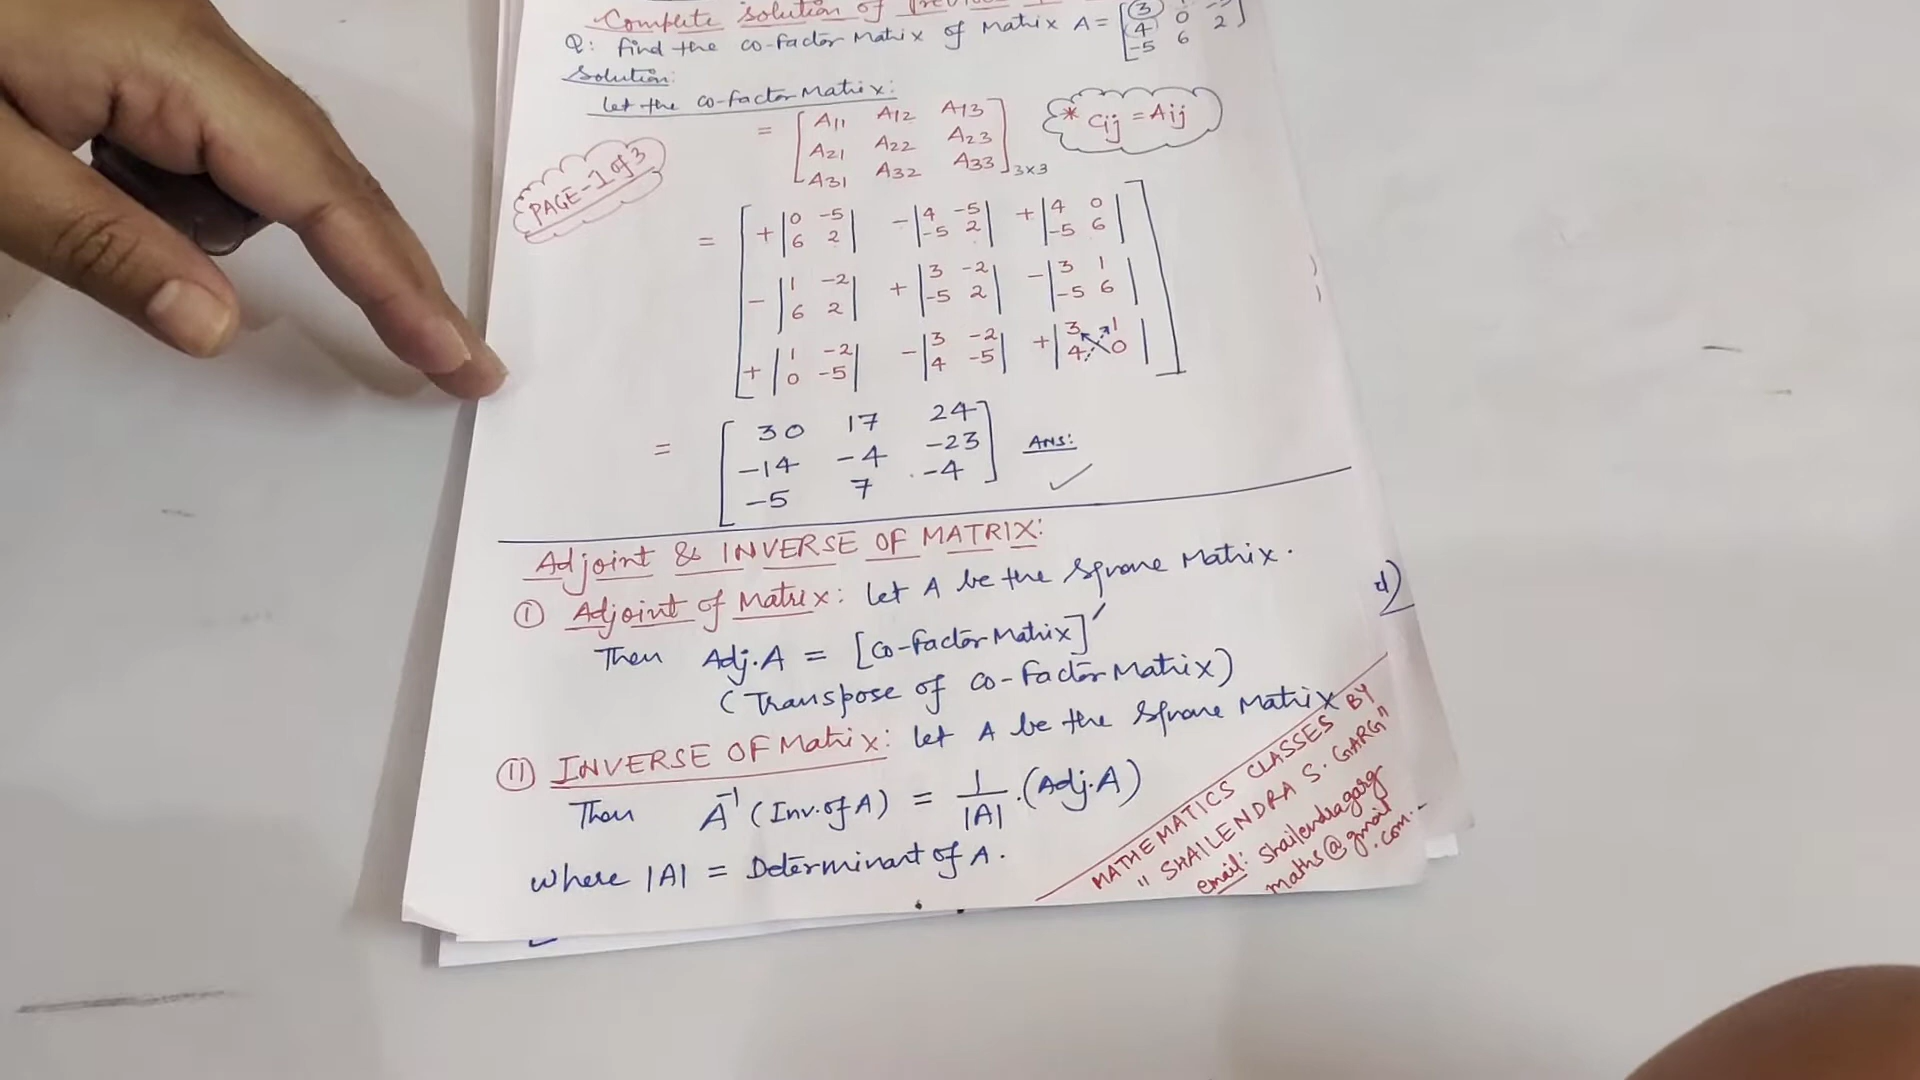 Complete solution of
Q: find the co-factor Matrix of Matrix A = [3
4 0
-5 6 2]
Solution:
Let the co-factor Matrix:
= [A11 A12 A13
A21 A22 A23
A31 A32 A33]3×3
* Cij = Aij
PAGE-1 of 3
= [+|0 -5| -|4 -5| +|4 0|
|6 2| |-5 2| |-5 6|
-|1 -2| +|3 -2| -|3 1|
|6 2| |-5 2| |-5 6|
+|1 -2| -|3 -2| +|3 1|
|0 -5| |4 -5| |4 0|]
= [30 17 24
-14 -4 -23
-5 7 -4] ANS:
Adjoint & INVERSE OF MATRIX:
(I) Adjoint of Matrix: Let A be the Square Matrix.
Then Adj.A = [co-factor Matrix]′
(Transpose of co-factor Matrix)
(II) INVERSE OF Matrix: Let A be the Square Matrix
Then A⁻¹ (Inv.of A) = 1/|A| .(Adj.A)
where |A| = Determinant of A.
MATHEMATICS CLASSES BY
"SHAILENDRA S. GARG"
email: shailendragarg
maths@gmail
.com..